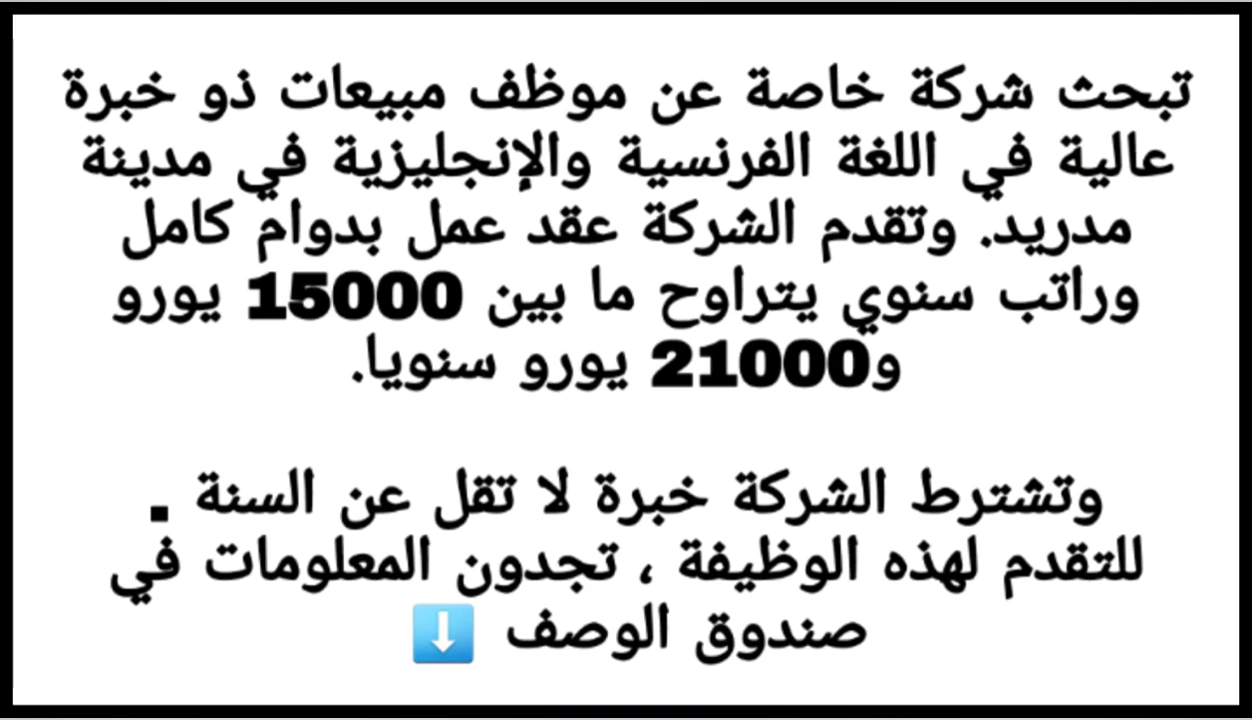 تبحث شركة خاصة عن موظف مبيعات ذو خبرة
عالية في اللغة الفرنسية والإنجليزية في مدينة
مدريد. وتقدم الشركة عقد عمل بدوام كامل
وراتب سنوي يتراوح ما بين 15000 يورو
و21000 يورو سنويا.
وتشترط الشركة خبرة لا تقل عن السنة .
للتقدم لهذه الوظيفة ، تجدون المعلومات في
صندوق الوصف ⬇️